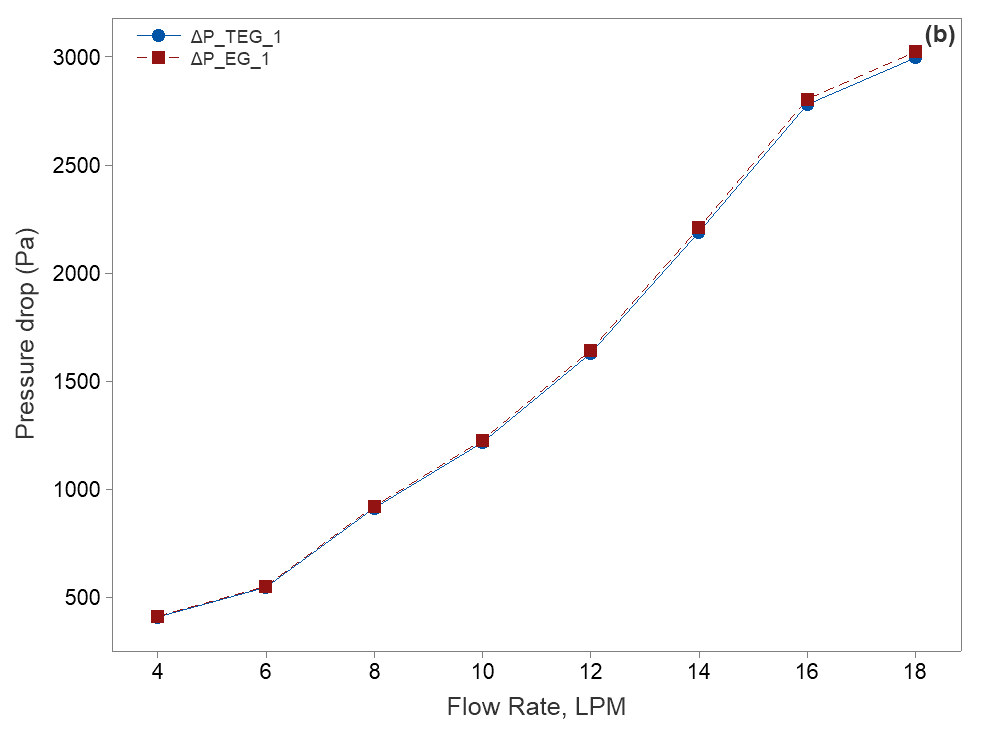 ΔP_TEG_1
ΔP_EG_1
(b)
3000
2500
2000
1500
1000
500
Pressure drop (Pa)
4 6 8 10 12 14 16 18
Flow Rate, LPM